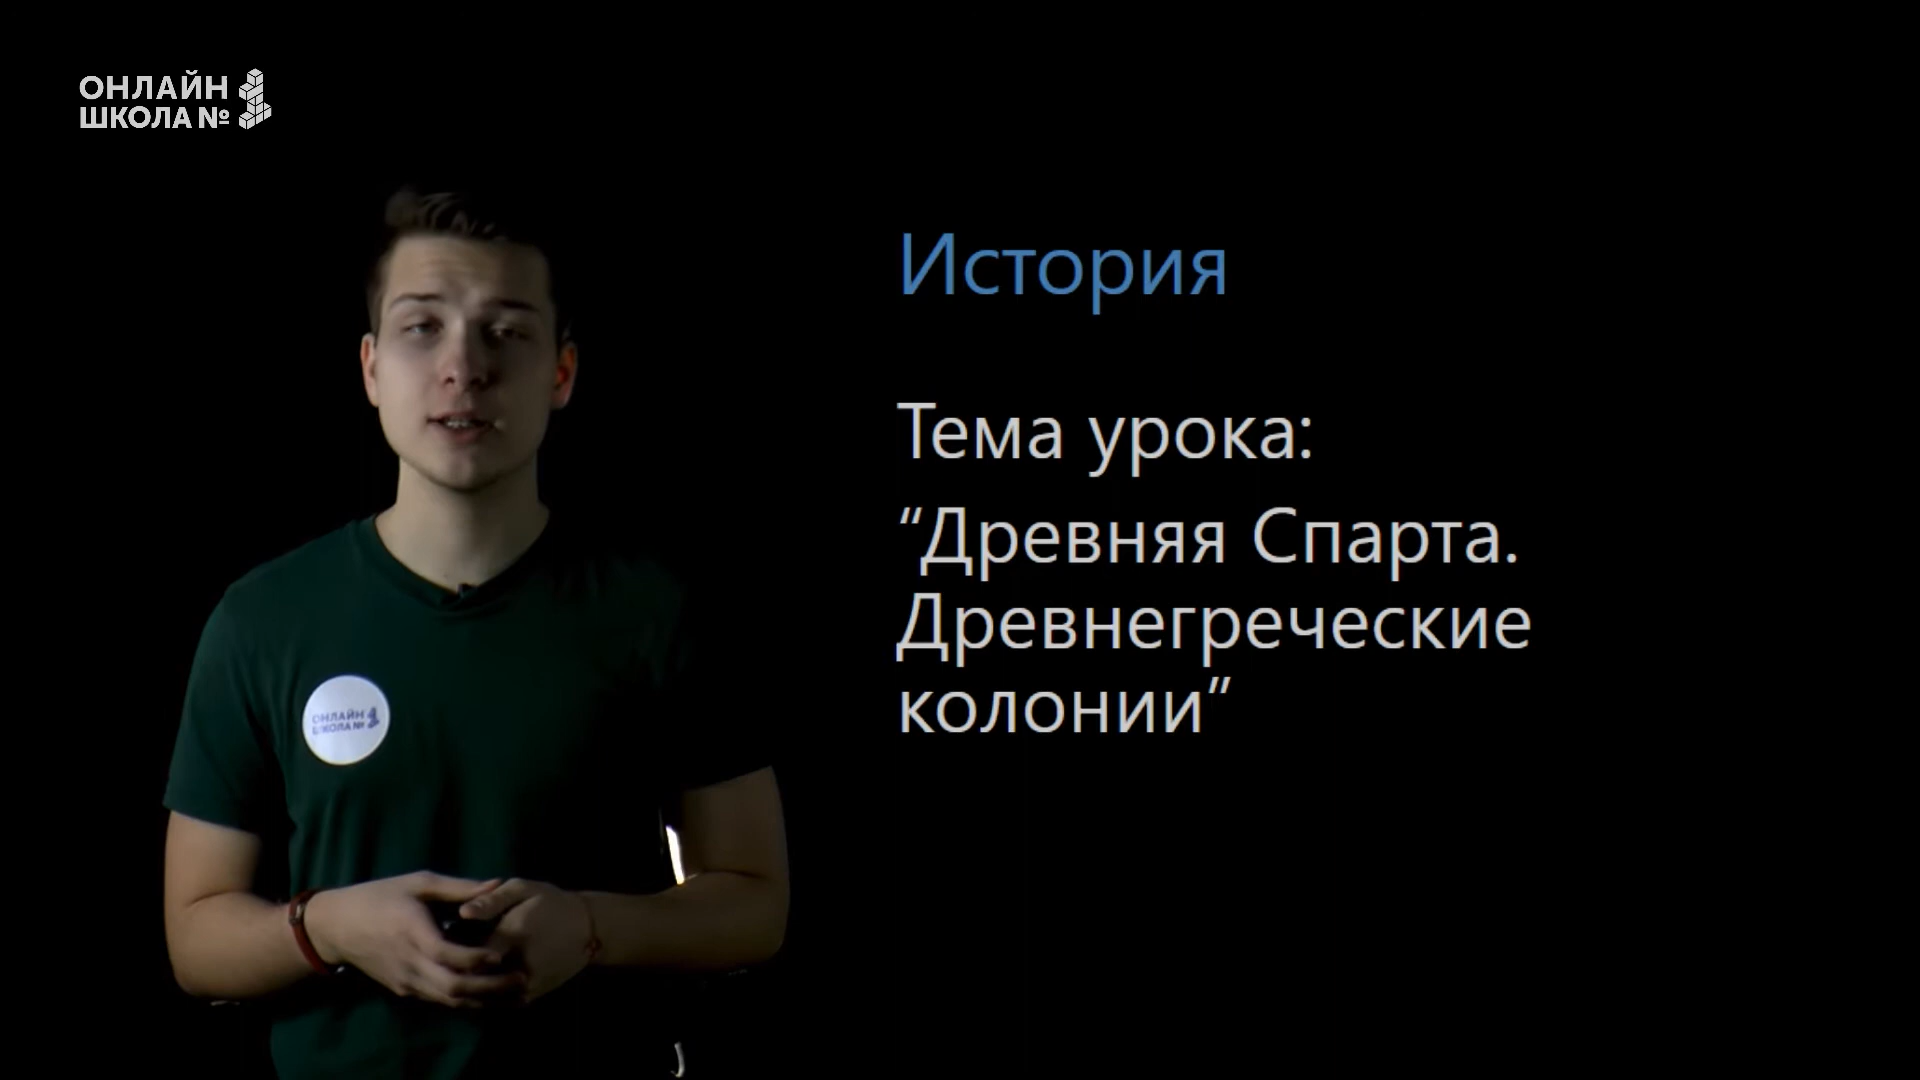 ОНЛАЙН
ШКОЛА №
История
Тема урока:
“Древняя Спарта.
Древнегреческие
колонии”
ОНЛАЙН
ШКОЛА №